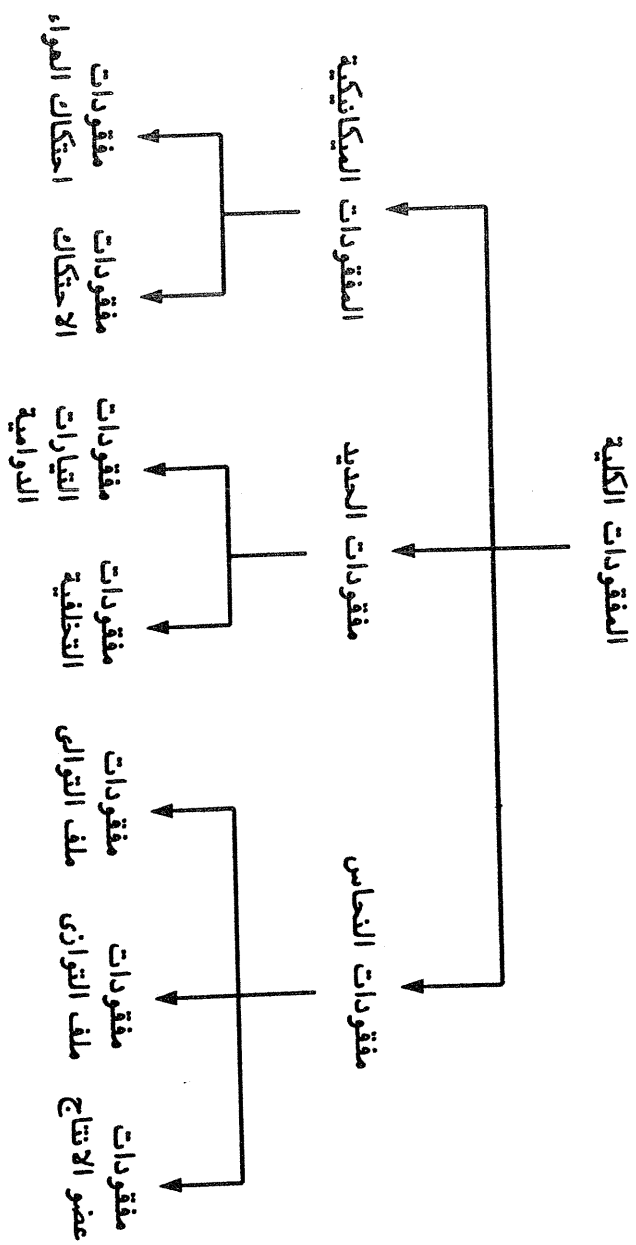 المفقودات الكلية
مفقودات النحاس
مفقودات الحديد
المفقودات الميكانيكية
مفقودات
عضو الانتاج
مفقودات
ملف التوازى
مفقودات
ملف التوالى
مفقودات
التخلفية
مفقودات
التيارات
الدوامية
مفقودات
الاحتكاك
مفقودات
احتكاك الهواء